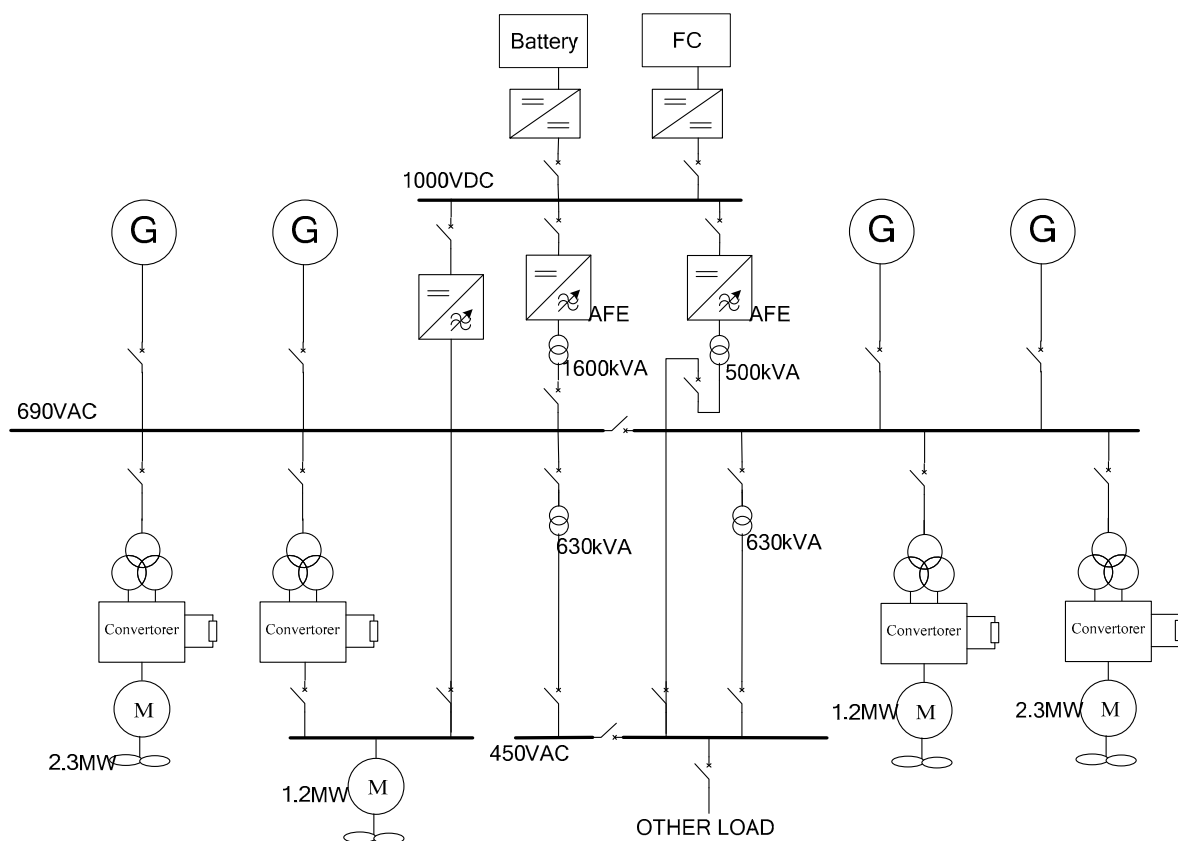 Battery
FC
1000VDC
G
G
G
G
AFE
AFE
1600kVA
500kVA
690VAC
630kVA
630kVA
Convertorer
Convertorer
Convertorer
Convertorer
M
M
M
1.2MW
2.3MW
2.3MW
450VAC
1.2MW
M
OTHER LOAD